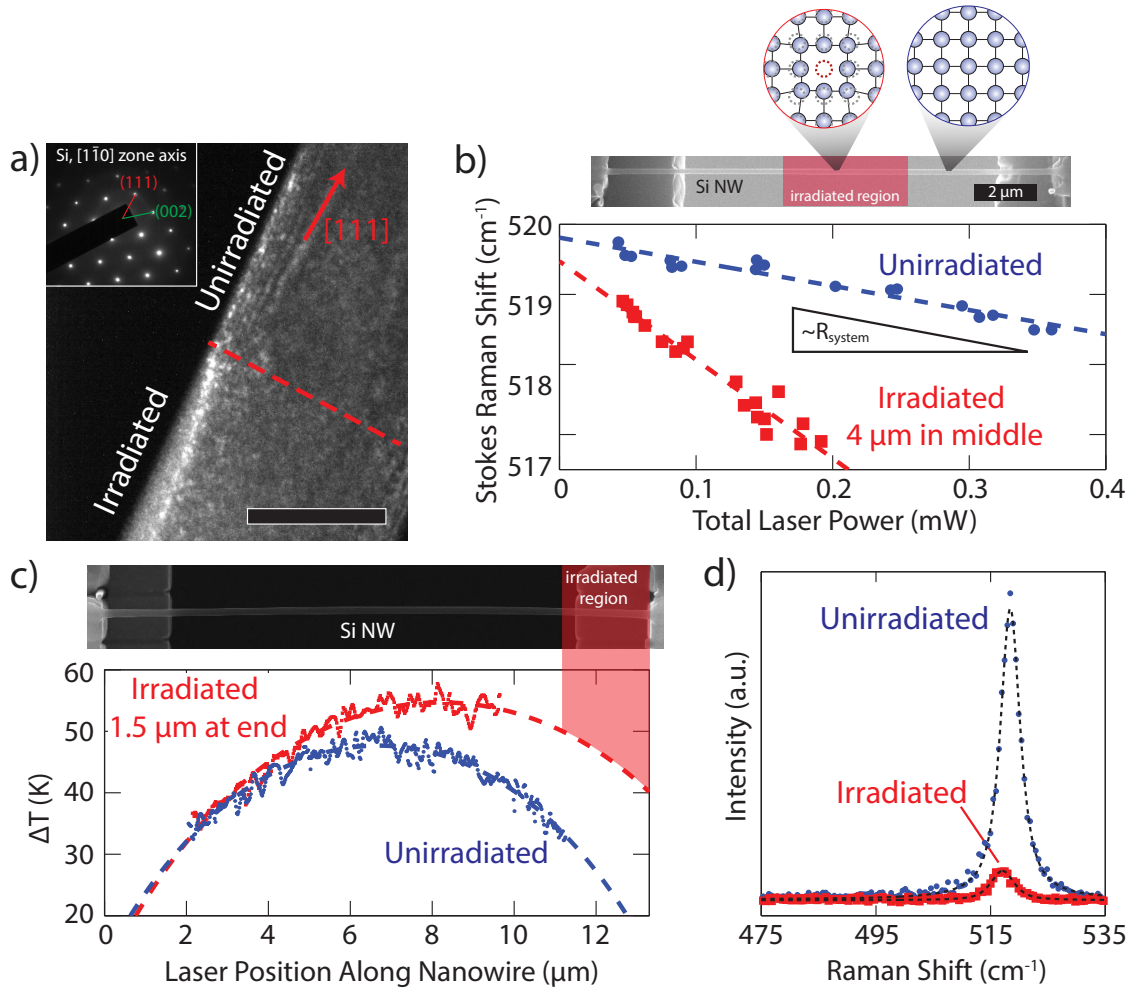 a)
Si, [11̄0] zone axis
(111)
(002)
Unirradiated
[111]
Irradiated
b)
Si NW
irradiated region
2 μm
Stokes Raman Shift (cm⁻¹)
520
519
518
517
Unirradiated
~R_system
Irradiated
4 μm in middle
0
0.1
0.2
0.3
0.4
Total Laser Power (mW)
c)
irradiated
region
Si NW
ΔT (K)
60
50
40
30
20
Irradiated
1.5 μm at end
Unirradiated
0
2
4
6
8
10
12
Laser Position Along Nanowire (μm)
d)
Intensity (a.u.)
Unirradiated
Irradiated
475
495
515
535
Raman Shift (cm⁻¹)